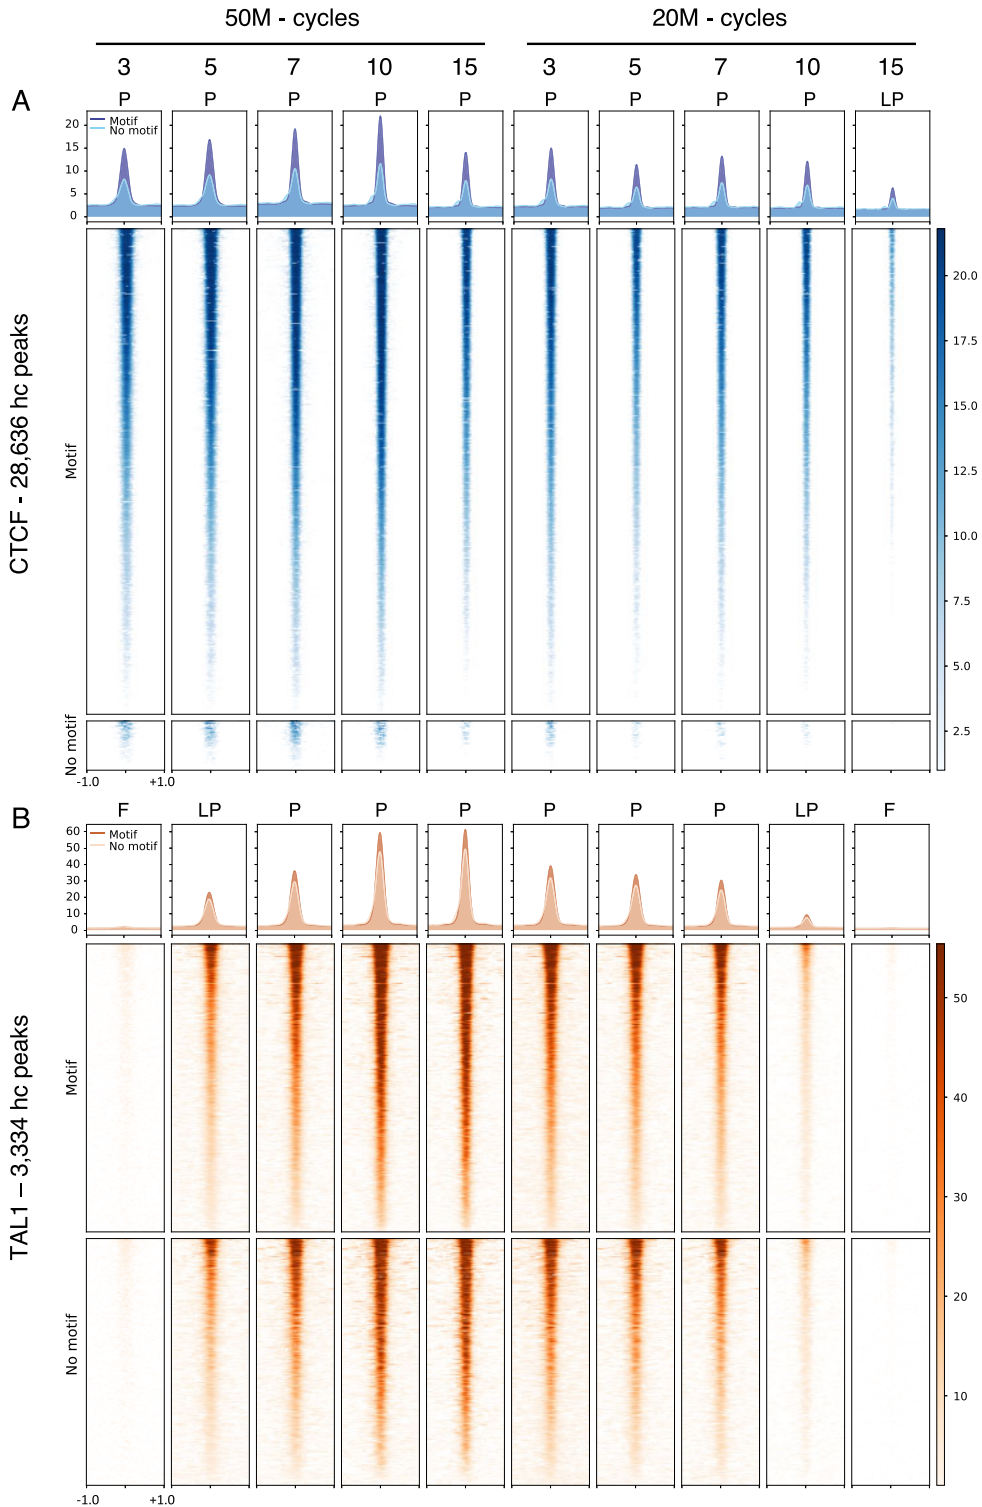 50M - cycles 20M - cycles
3 5 7 10 15 3 5 7 10 15
A P P P P P P P P P LP
Motif
No motif
20
15
10
5
0
CTCF - 28,636 hc peaks
Motif
No motif
20.0
17.5
15.0
12.5
10.0
7.5
5.0
2.5
-1.0 +1.0
B F LP P P P P P P LP F
Motif
No motif
60
50
40
30
20
10
0
TAL1 – 3,334 hc peaks
Motif
No motif
50
40
30
20
10
-1.0 +1.0